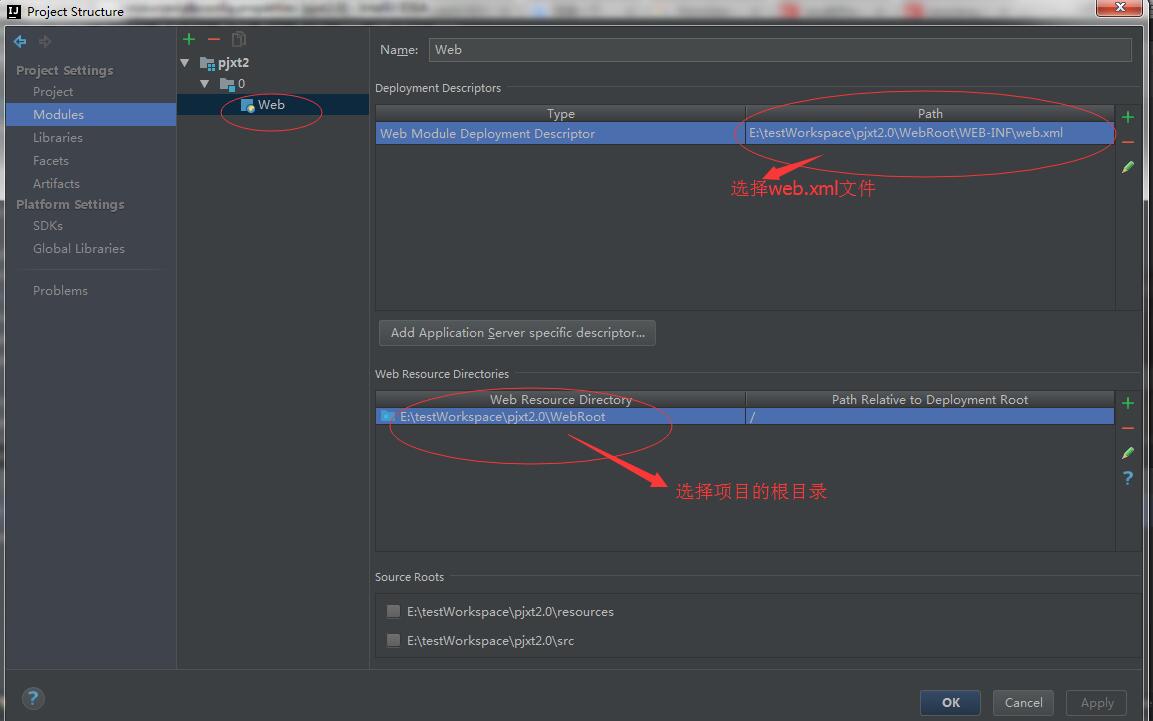 Project Structure
Project Settings
Project
Modules
Libraries
Facets
Artifacts
Platform Settings
SDKs
Global Libraries
Problems
pjxt2
0
Web
Name:
Web
Deployment Descriptors
Type
Path
Web Module Deployment Descriptor
E:\testWorkspace\pjxt2.0\WebRoot\WEB-INF\web.xml
选择web.xml文件
Add Application Server specific descriptor...
Web Resource Directories
Web Resource Directory
Path Relative to Deployment Root
E:\testWorkspace\pjxt2.0\WebRoot
/
选择项目的根目录
Source Roots
E:\testWorkspace\pjxt2.0\resources
E:\testWorkspace\pjxt2.0\src
OK
Cancel
Apply